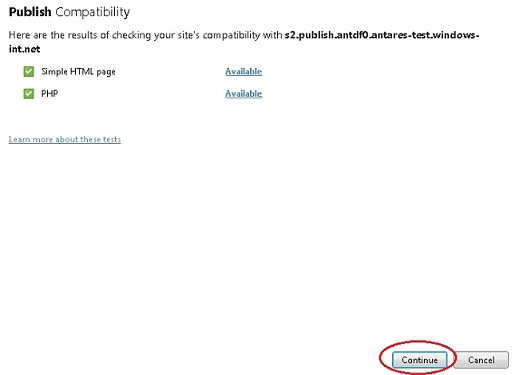 Publish Compatibility
Here are the results of checking your site's compatibility with s2.publish.antdf0.antares-test.windows-
int.net
Simple HTML page Available
PHP Available
Learn more about these tests
Continue Cancel